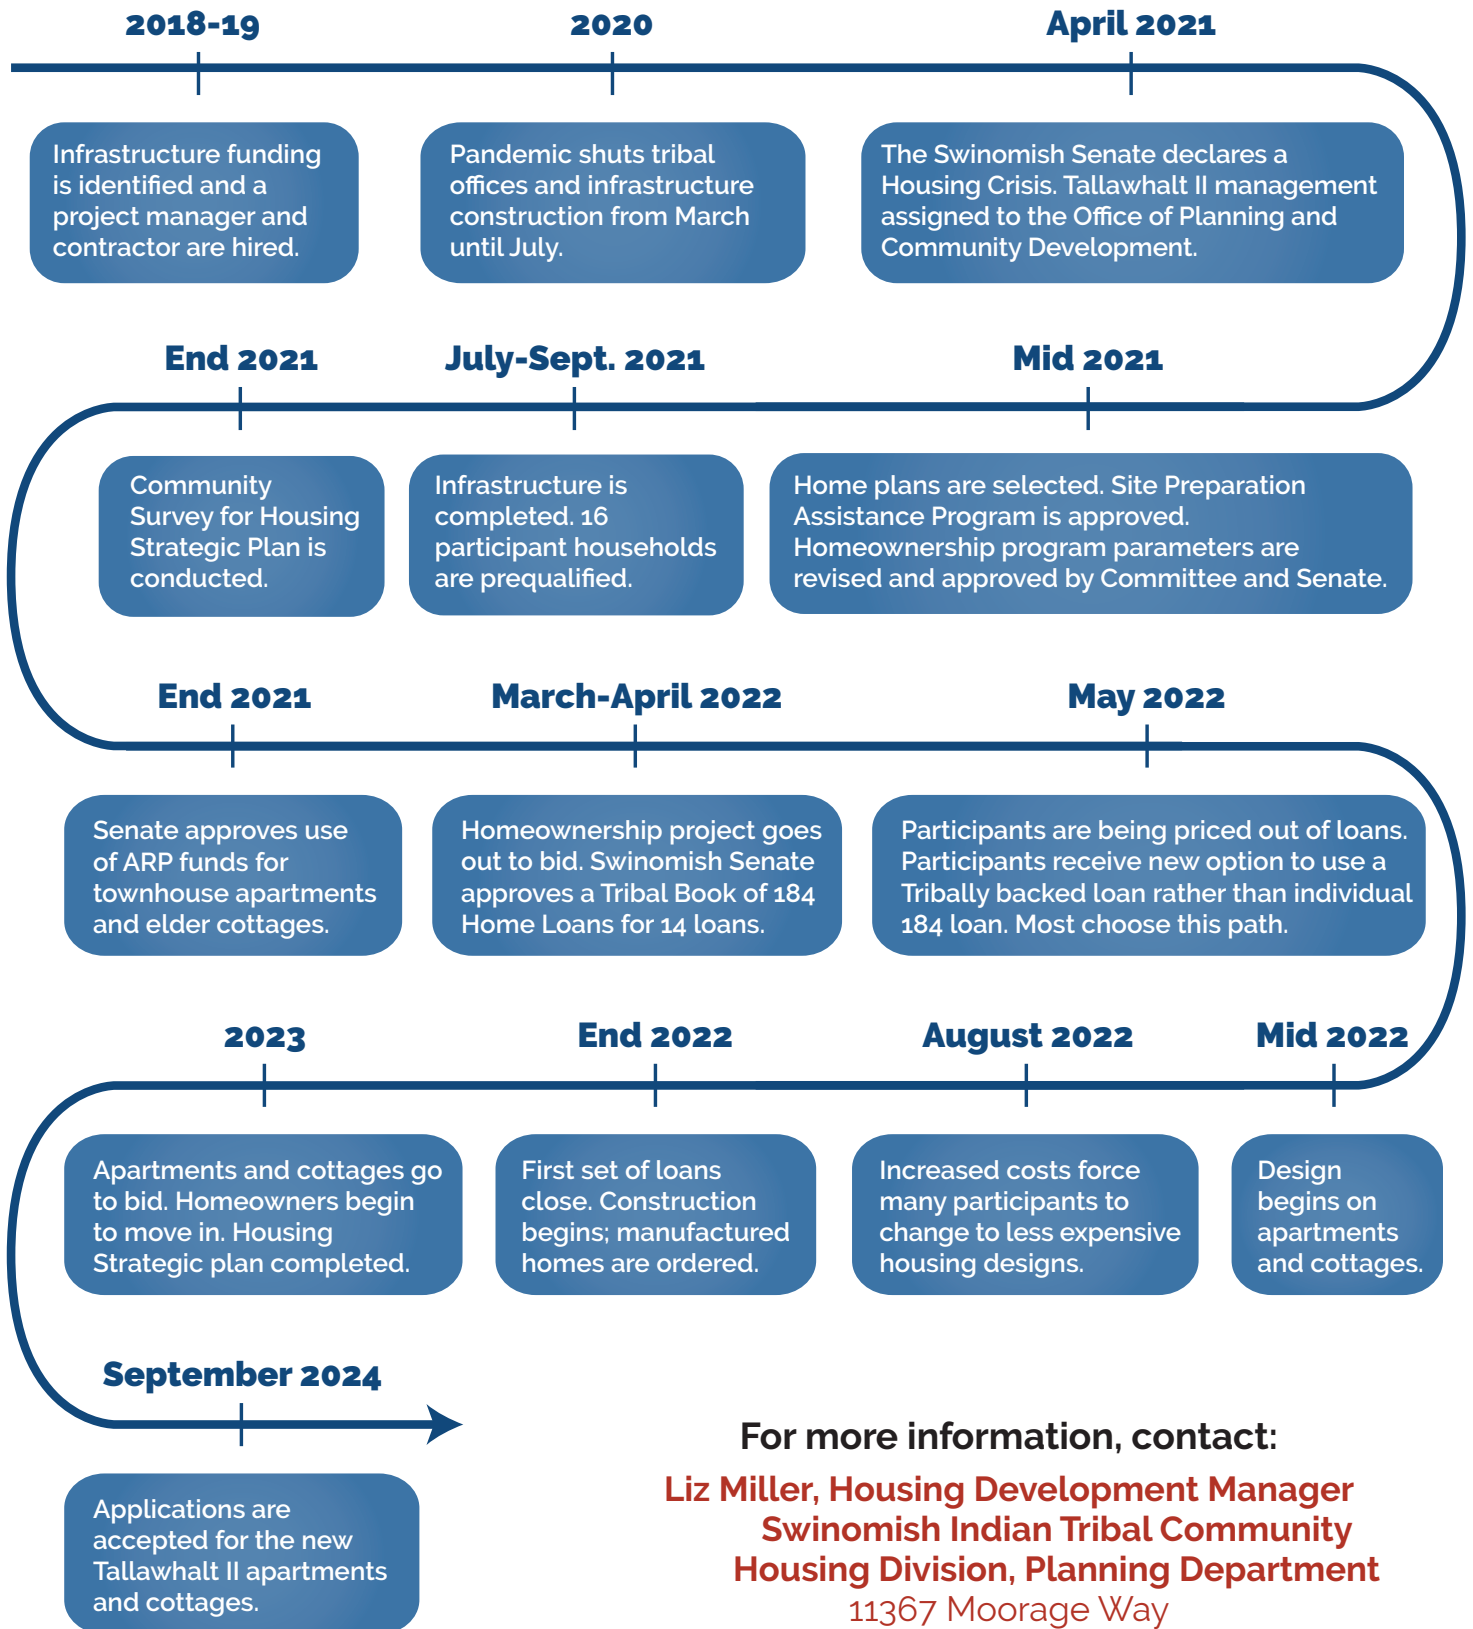 2018-19
Infrastructure funding
is identified and a
project manager and
contractor are hired.
2020
Pandemic shuts tribal
offices and infrastructure
construction from March
until July.
April 2021
The Swinomish Senate declares a
Housing Crisis. Tallawhalt II management
assigned to the Office of Planning and
Community Development.
Mid 2021
Home plans are selected. Site Preparation
Assistance Program is approved.
Homeownership program parameters are
revised and approved by Committee and Senate.
July-Sept. 2021
Infrastructure is
completed. 16
participant households
are prequalified.
End 2021
Community
Survey for Housing
Strategic Plan is
conducted.
End 2021
Senate approves use
of ARP funds for
townhouse apartments
and elder cottages.
March-April 2022
Homeownership project goes
out to bid. Swinomish Senate
approves a Tribal Book of 184
Home Loans for 14 loans.
May 2022
Participants are being priced out of loans.
Participants receive new option to use a
Tribally backed loan rather than individual
184 loan. Most choose this path.
Mid 2022
Design
begins on
apartments
and cottages.
August 2022
Increased costs force
many participants to
change to less expensive
housing designs.
End 2022
First set of loans
close. Construction
begins; manufactured
homes are ordered.
2023
Apartments and cottages go
to bid. Homeowners begin
to move in. Housing
Strategic plan completed.
September 2024
Applications are
accepted for the new
Tallawhalt II apartments
and cottages.
For more information, contact:
Liz Miller, Housing Development Manager
Swinomish Indian Tribal Community
Housing Division, Planning Department
11367 Moorage Way